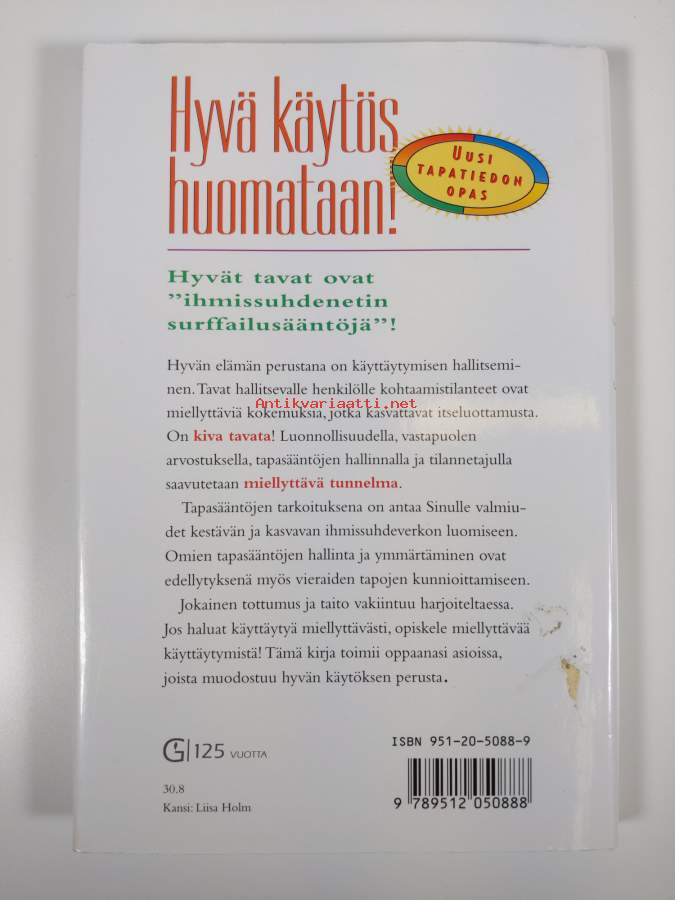 Hyvä käytös
huomataan!
UUSI
TAPATIEDON
OPAS
Hyvät tavat ovat
”ihmissuhdenetin
surffailusääntöjä”!
Hyvän elämän perustana on käyttäytymisen hallitsemi-
nen. Tavat hallitsevalle henkilölle kohtaamistilanteet ovat
Antikvariaatti.net
miellyttäviä kokemuksia, jotka kasvattavat itseluottamusta.
On kiva tavata! Luonnollisuudella, vastapuolen
arvostuksella, tapasääntöjen hallinnalla ja tilannetajulla
saavutetaan miellyttävä tunnelma.
Tapasääntöjen tarkoituksena on antaa Sinulle valmiu-
det kestävän ja kasvavan ihmissuhdeverkon luomiseen.
Omien tapasääntöjen hallinta ja ymmärtäminen ovat
edellytyksenä myös vieraiden tapojen kunnioittamiseen.
Jokainen tottumus ja taito vakiintuu harjoiteltaessa.
Jos haluat käyttäytyä miellyttävästi, opiskele miellyttävää
käyttäytymistä! Tämä kirja toimii oppaanasi asioissa,
joista muodostuu hyvän käytöksen perusta.
G 125 VUOTTA
30.8
Kansi: Liisa Holm
ISBN 951-20-5088-9
9 789512 050888